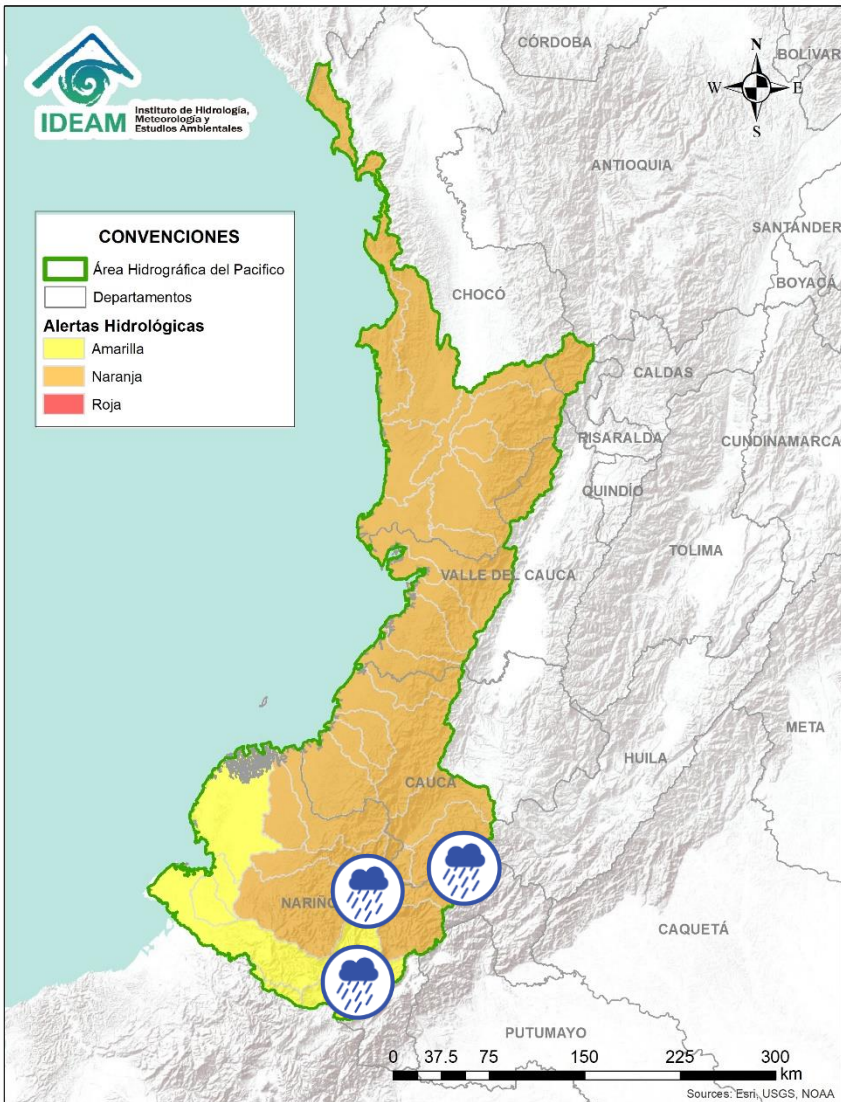 IDEAM
Instituto de Hidrología,
Meteorología y
Estudios Ambientales
CÓRDOBA
BOLÍVAR
N
W
E
S
ANTIOQUIA
SANTANDER
BOYACÁ
CONVENCIONES
Área Hidrográfica del Pacifico
Departamentos
Alertas Hidrológicas
Amarilla
Naranja
Roja
CHOCÓ
CALDAS
RISARALDA
CUNDINAMARCA
QUINDÍO
TOLIMA
VALLE DEL CAUCA
META
HUILA
CAUCA
NARIÑO
CAQUETÁ
PUTUMAYO
0 37.5 75 150 225 300
km
Sources: Esri, USGS, NOAA